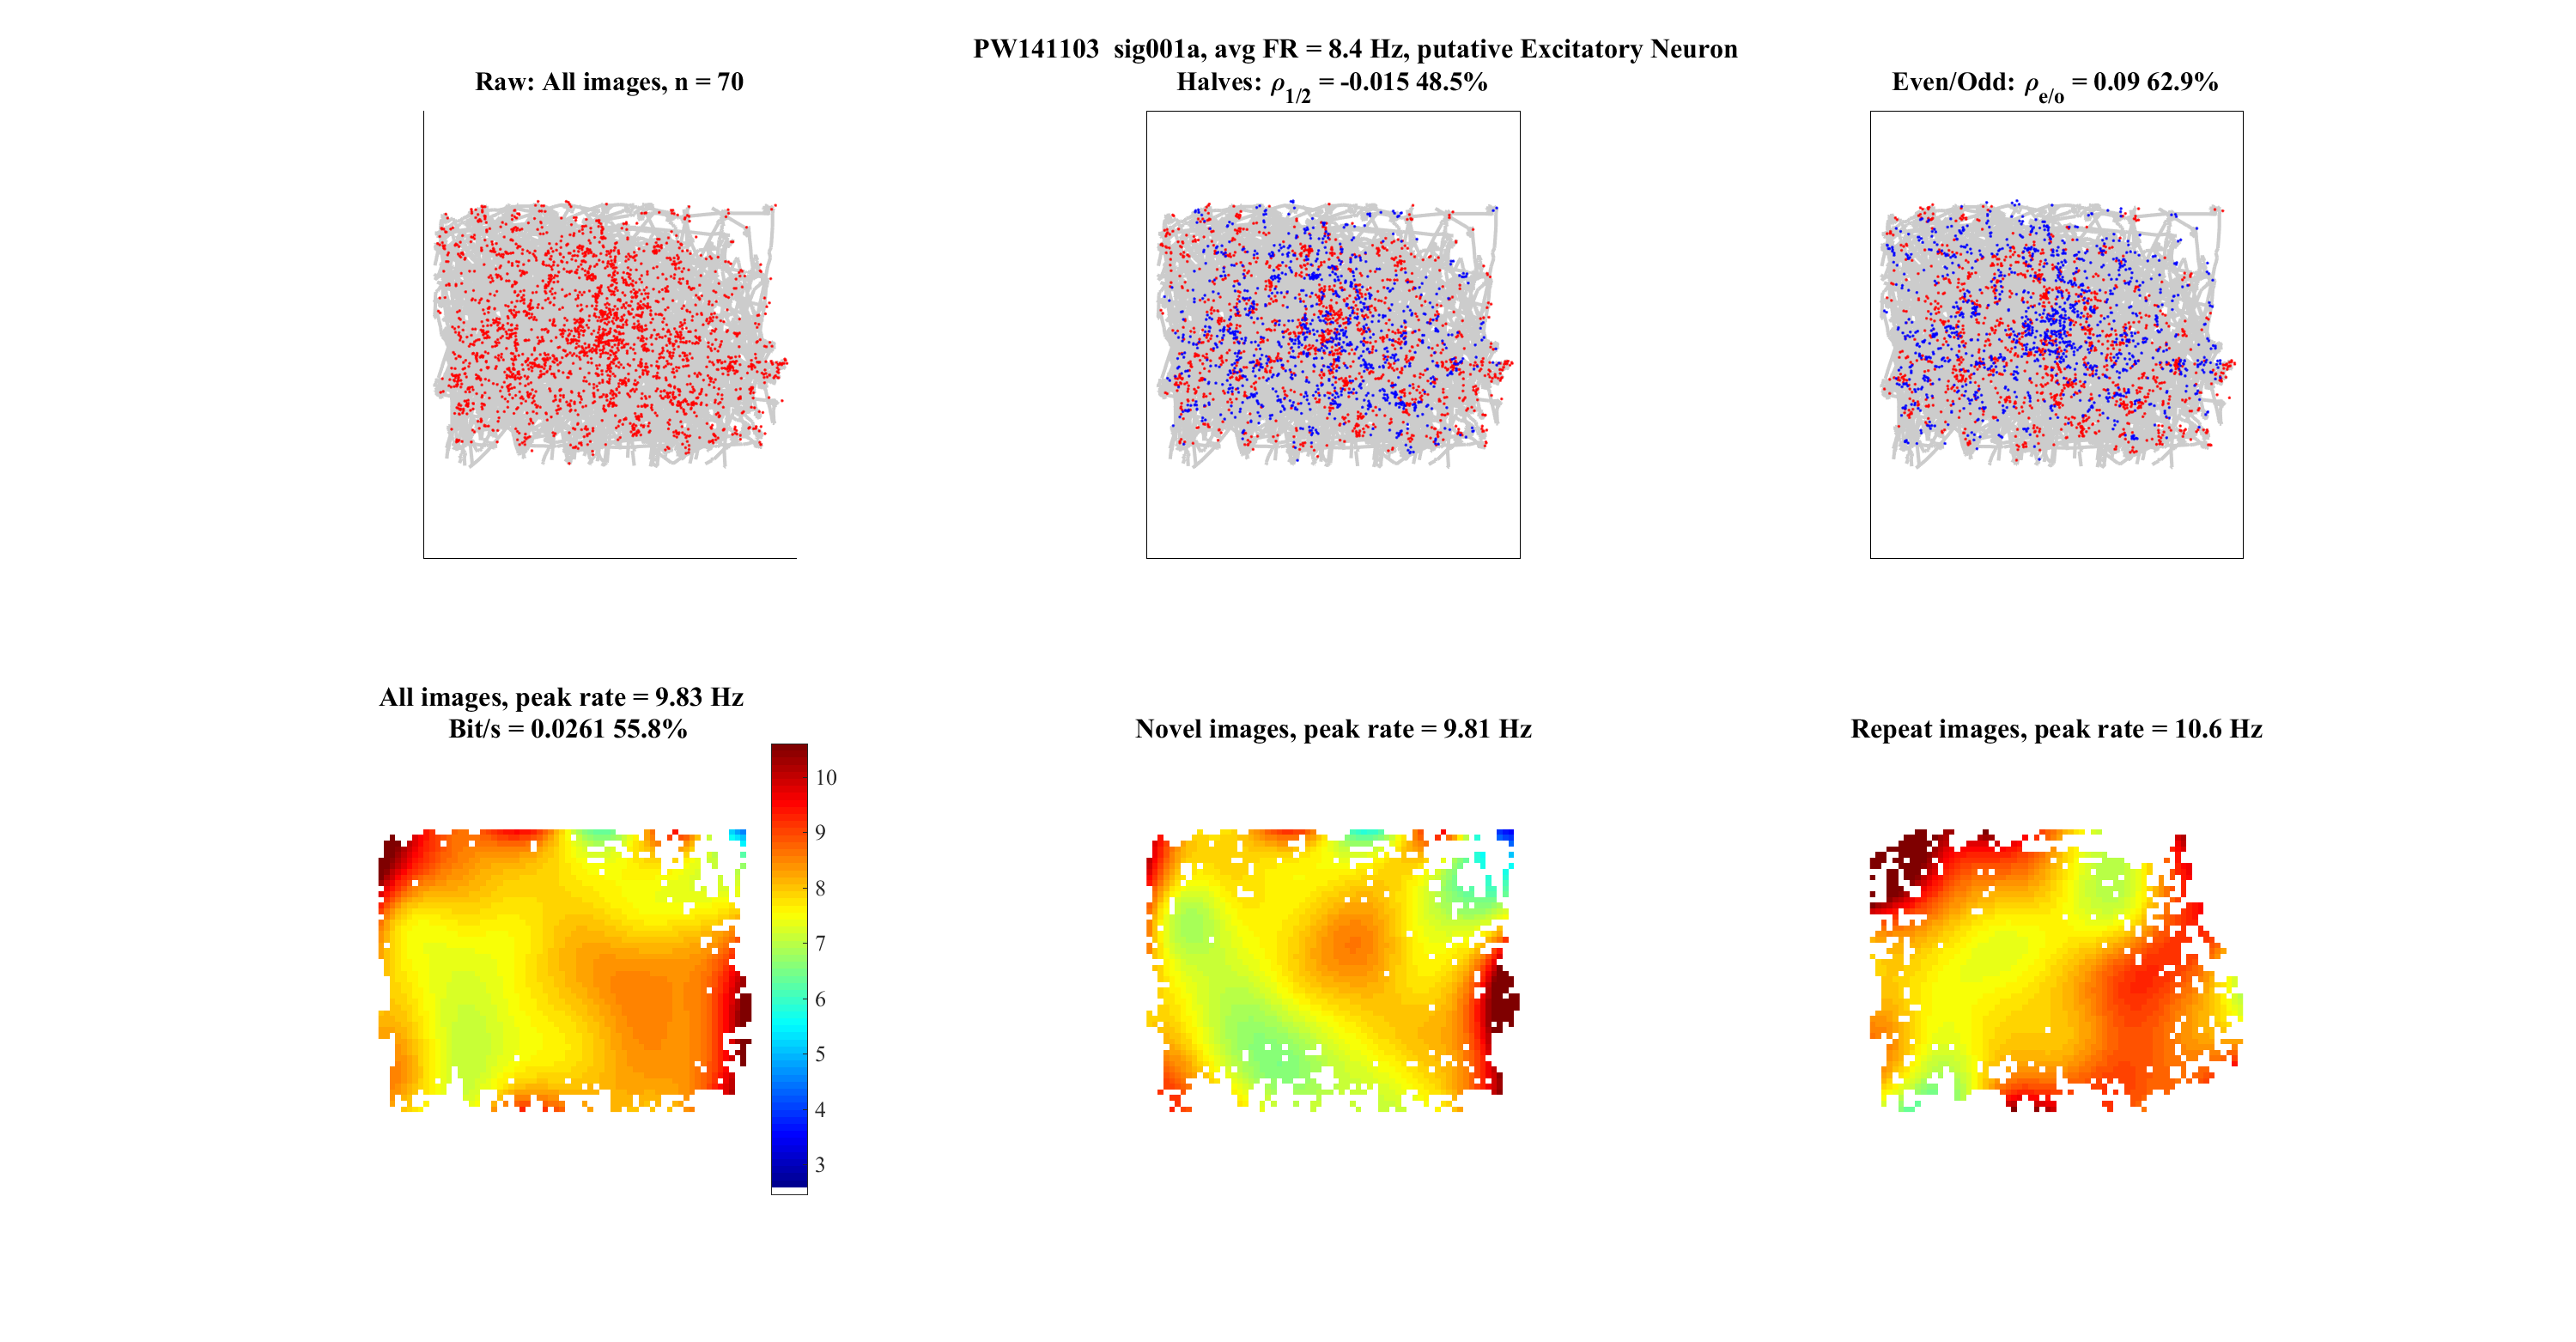 PW141103  sig001a, avg FR = 8.4 Hz, putative Excitatory Neuron
Raw: All images, n = 70
Halves: ρ1/2 = -0.015 48.5%
Even/Odd: ρe/o = 0.09 62.9%
All images, peak rate = 9.83 Hz
Bit/s = 0.0261 55.8%
Novel images, peak rate = 9.81 Hz
Repeat images, peak rate = 10.6 Hz
10
9
8
7
6
5
4
3